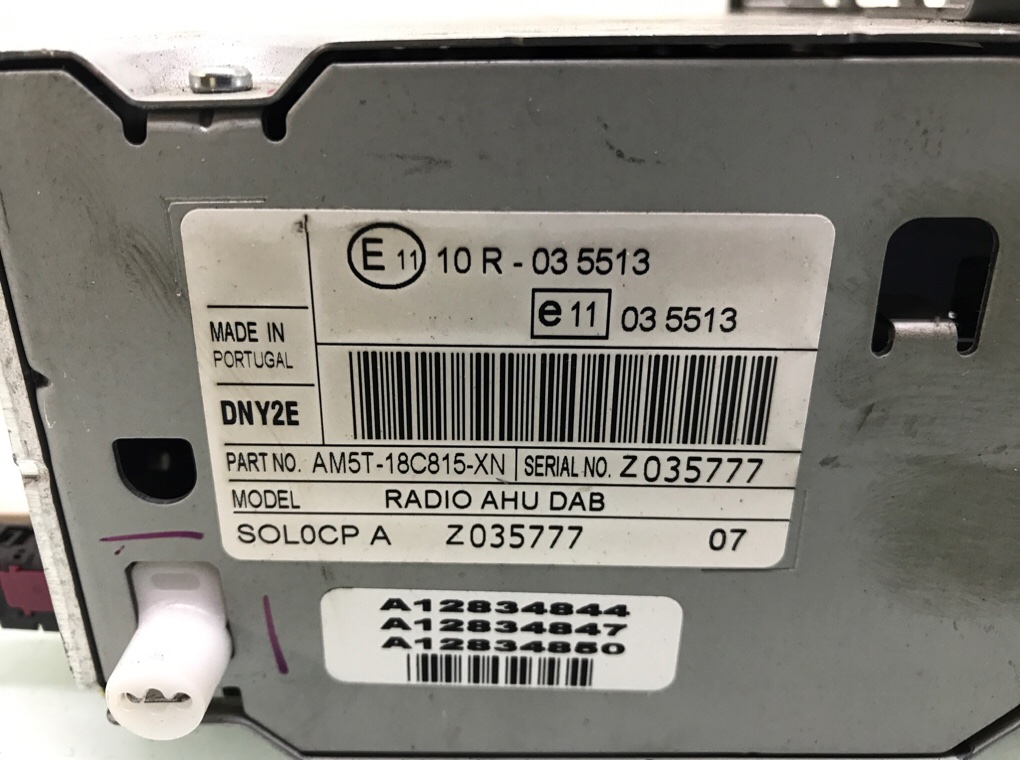 E 11 10 R - 03 5513
e 11 03 5513
MADE IN
PORTUGAL
DNY2E
PART NO. AM5T-18C815-XN SERIAL NO. Z035777
MODEL RADIO AHU DAB
SOL0CP A Z035777 07
A12834844
A12834847
A12834850